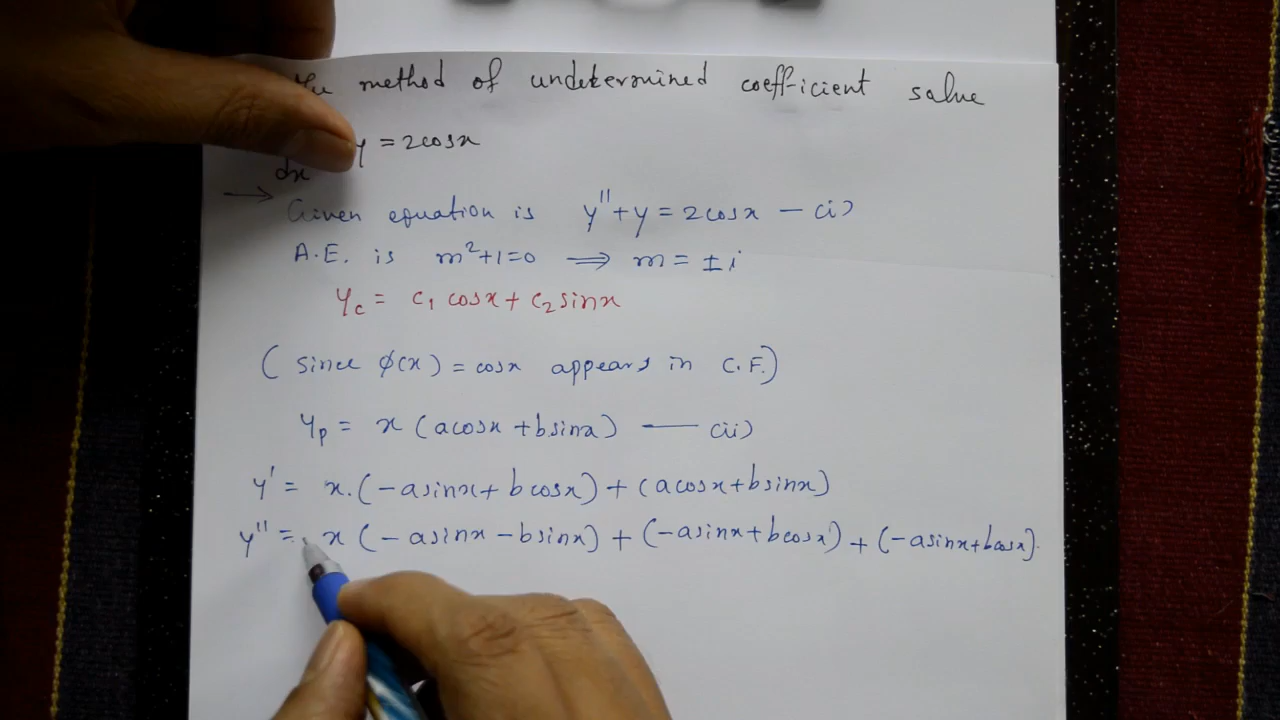 method of undetermined coefficient solve
y = 2cosx
dx
Given equation is y'' + y = 2cosx — (i)
A.E. is m²+1=0 ⟹ m = ±i
y_c = c₁ cosx + c₂ sinx
( Since φ(x) = cosx appears in C.F.)
y_p = x (acosx + bsinx) — (ii)
y' = x.(-asinx + bcosx) + (acosx + bsinx)
y'' = x (-asinx - bsinx) + (-asinx + bcosx) + (-asinx + bcosx).